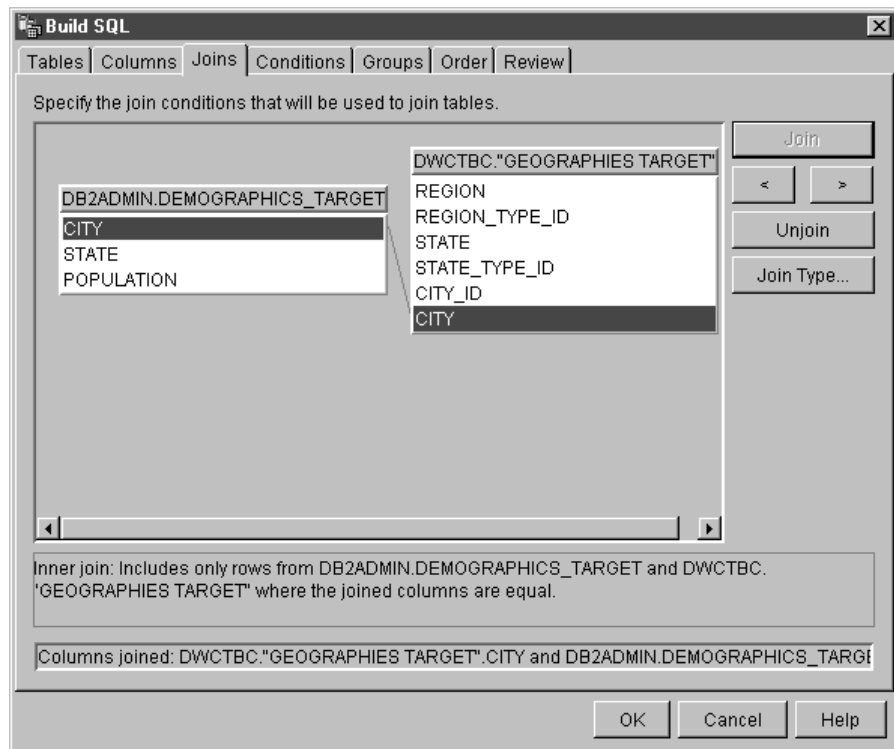 Build SQL
Tables Columns Joins Conditions Groups Order Review
Specify the join conditions that will be used to join tables.
DB2ADMIN.DEMOGRAPHICS_TARGET
CITY
STATE
POPULATION
DWCTBC."GEOGRAPHIES TARGET"
REGION
REGION_TYPE_ID
STATE
STATE_TYPE_ID
CITY_ID
CITY
Join
< >
Unjoin
Join Type...
Inner join: Includes only rows from DB2ADMIN.DEMOGRAPHICS_TARGET and DWCTBC.
'GEOGRAPHIES TARGET" where the joined columns are equal.
Columns joined: DWCTBC."GEOGRAPHIES TARGET".CITY and DB2ADMIN.DEMOGRAPHICS_TARGE
OK Cancel Help